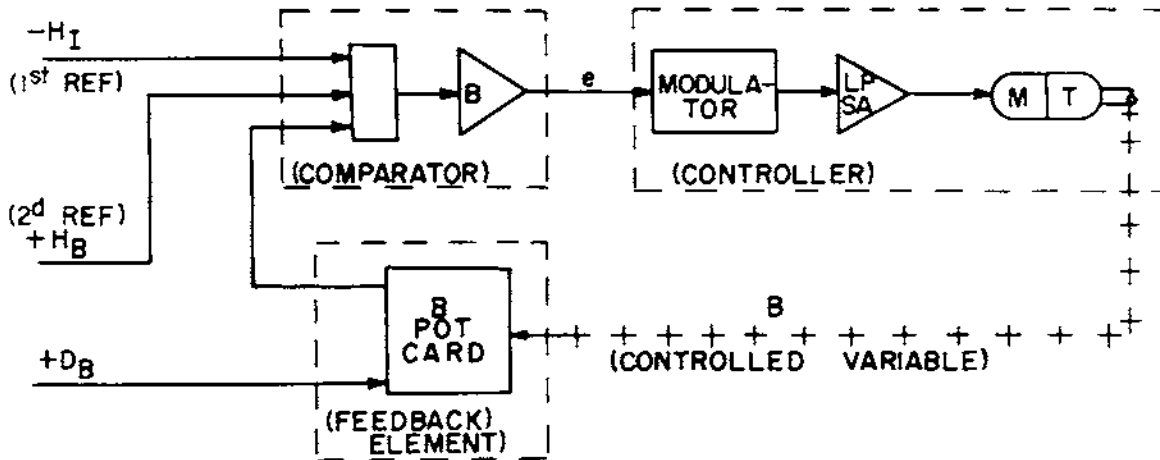 −H_I
(1st REF)
(2d REF)
+H_B
+D_B
B
(COMPARATOR)
e
MODULA-
TOR
LP
SA
M T
(CONTROLLER)
B
POT
CARD
(FEEDBACK)
ELEMENT)
B
(CONTROLLED VARIABLE)